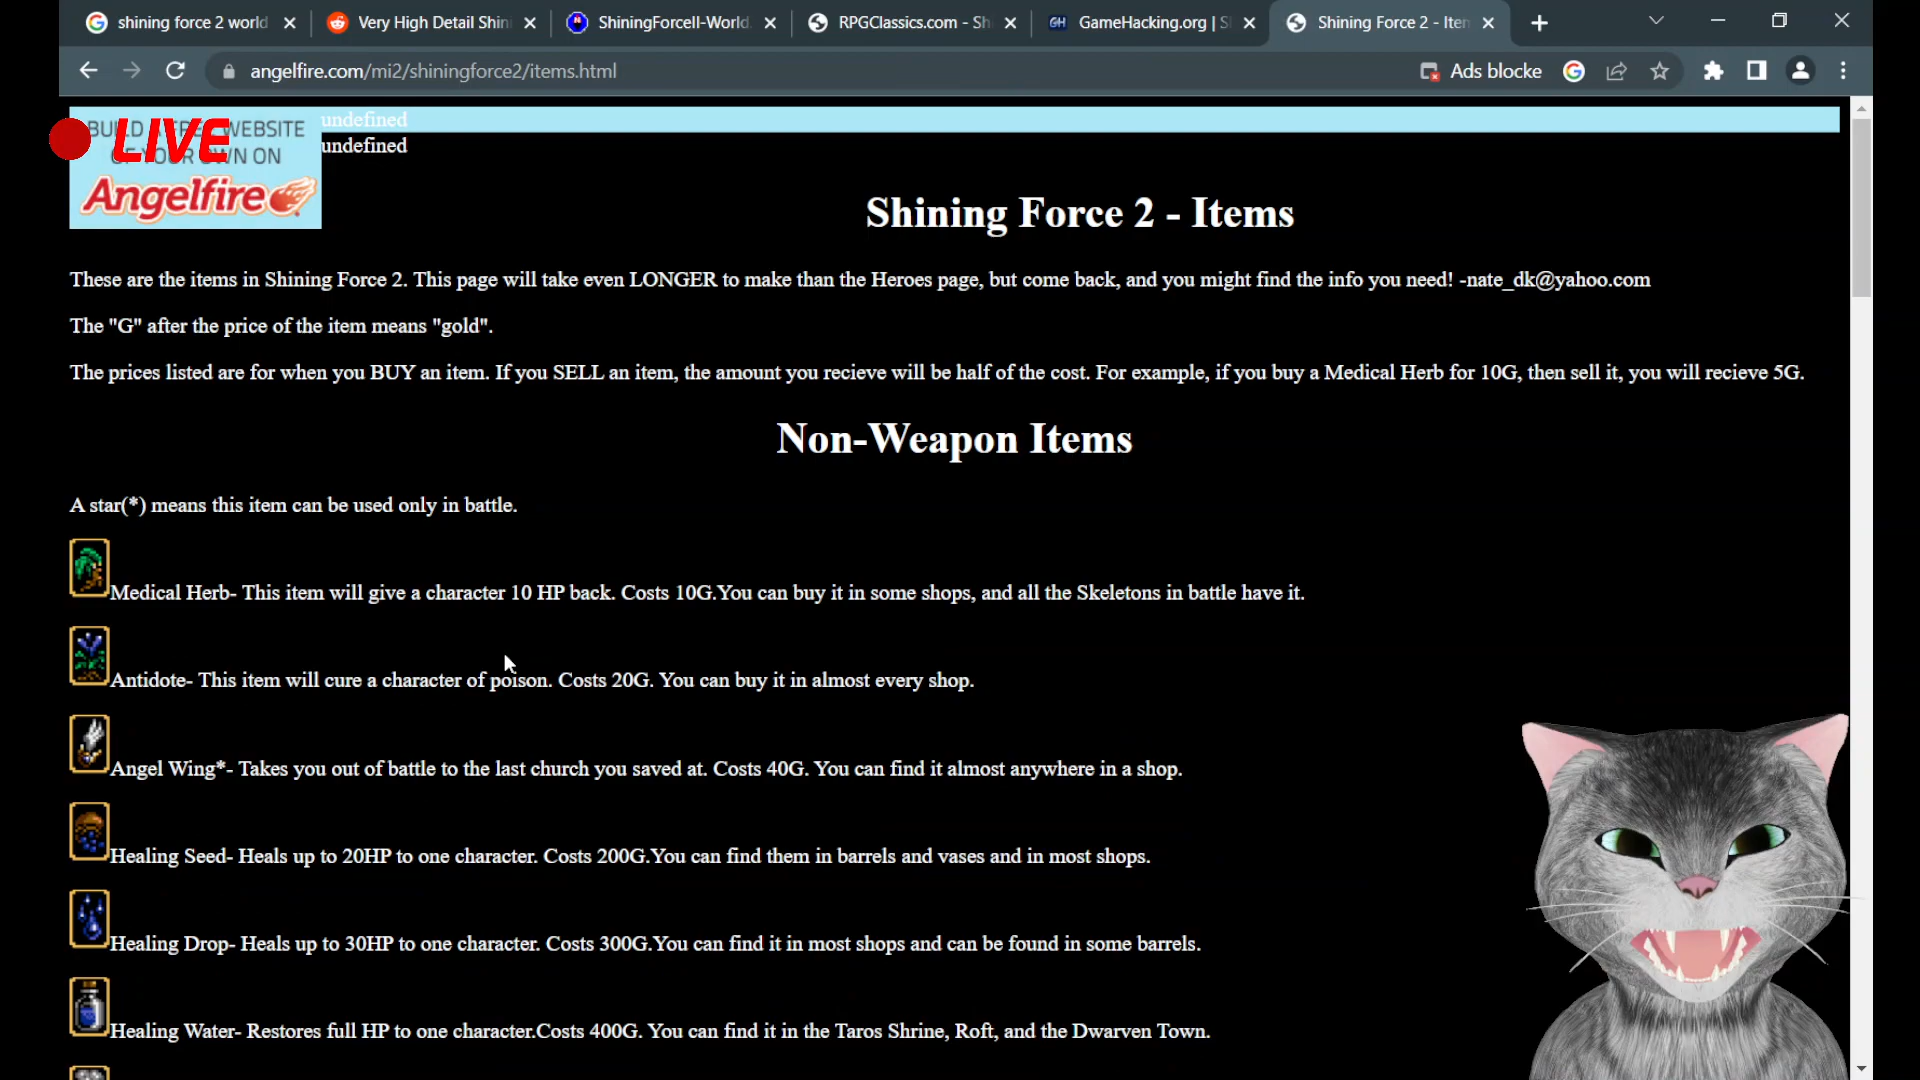 shining force 2 world
Very High Detail Shini
ShiningForceII-World.
RPGClassics.com - Sh
GH GameHacking.org | S
Shining Force 2 - Iten
angelfire.com/mi2/shiningforce2/items.html
Ads blocke
BUILD A FREE WEBSITE
OF YOUR OWN ON
Angelfire
LIVE
undefined
undefined
Shining Force 2 - Items
These are the items in Shining Force 2. This page will take even LONGER to make than the Heroes page, but come back, and you might find the info you need! -nate_dk@yahoo.com
The "G" after the price of the item means "gold".
The prices listed are for when you BUY an item. If you SELL an item, the amount you recieve will be half of the cost. For example, if you buy a Medical Herb for 10G, then sell it, you will recieve 5G.
Non-Weapon Items
A star(*) means this item can be used only in battle.
Medical Herb- This item will give a character 10 HP back. Costs 10G.You can buy it in some shops, and all the Skeletons in battle have it.
Antidote- This item will cure a character of poison. Costs 20G. You can buy it in almost every shop.
Angel Wing*- Takes you out of battle to the last church you saved at. Costs 40G. You can find it almost anywhere in a shop.
Healing Seed- Heals up to 20HP to one character. Costs 200G.You can find them in barrels and vases and in most shops.
Healing Drop- Heals up to 30HP to one character. Costs 300G.You can find it in most shops and can be found in some barrels.
Healing Water- Restores full HP to one character.Costs 400G. You can find it in the Taros Shrine, Roft, and the Dwarven Town.